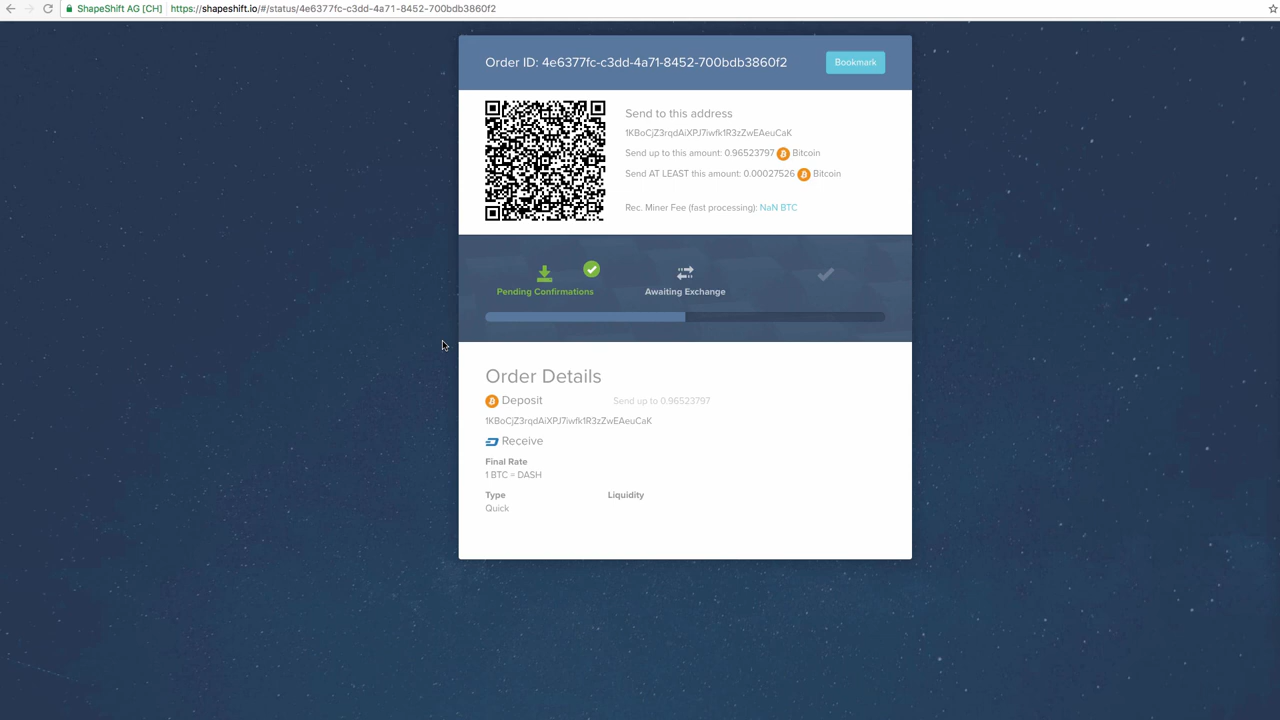 ShapeShift AG [CH] https://shapeshift.io/#/status/4e6377fc-c3dd-4a71-8452-700bdb3860f2
Order ID: 4e6377fc-c3dd-4a71-8452-700bdb3860f2 Bookmark
Send to this address
1KBoCjZ3rqdAiXPJ7iwfk1R3zZwEAeuCaK
Send up to this amount: 0.96523797 Bitcoin
Send AT LEAST this amount: 0.00027526 Bitcoin
Rec. Miner Fee (fast processing): NaN BTC
Pending Confirmations Awaiting Exchange
Order Details
Deposit Send up to 0.96523797
1KBoCjZ3rqdAiXPJ7iwfk1R3zZwEAeuCaK
Receive
Final Rate
1 BTC = DASH
Type Liquidity
Quick